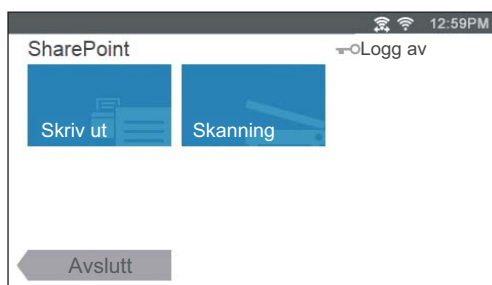 12:59PM
SharePoint
Logg av
Skriv ut
Skanning
Avslutt